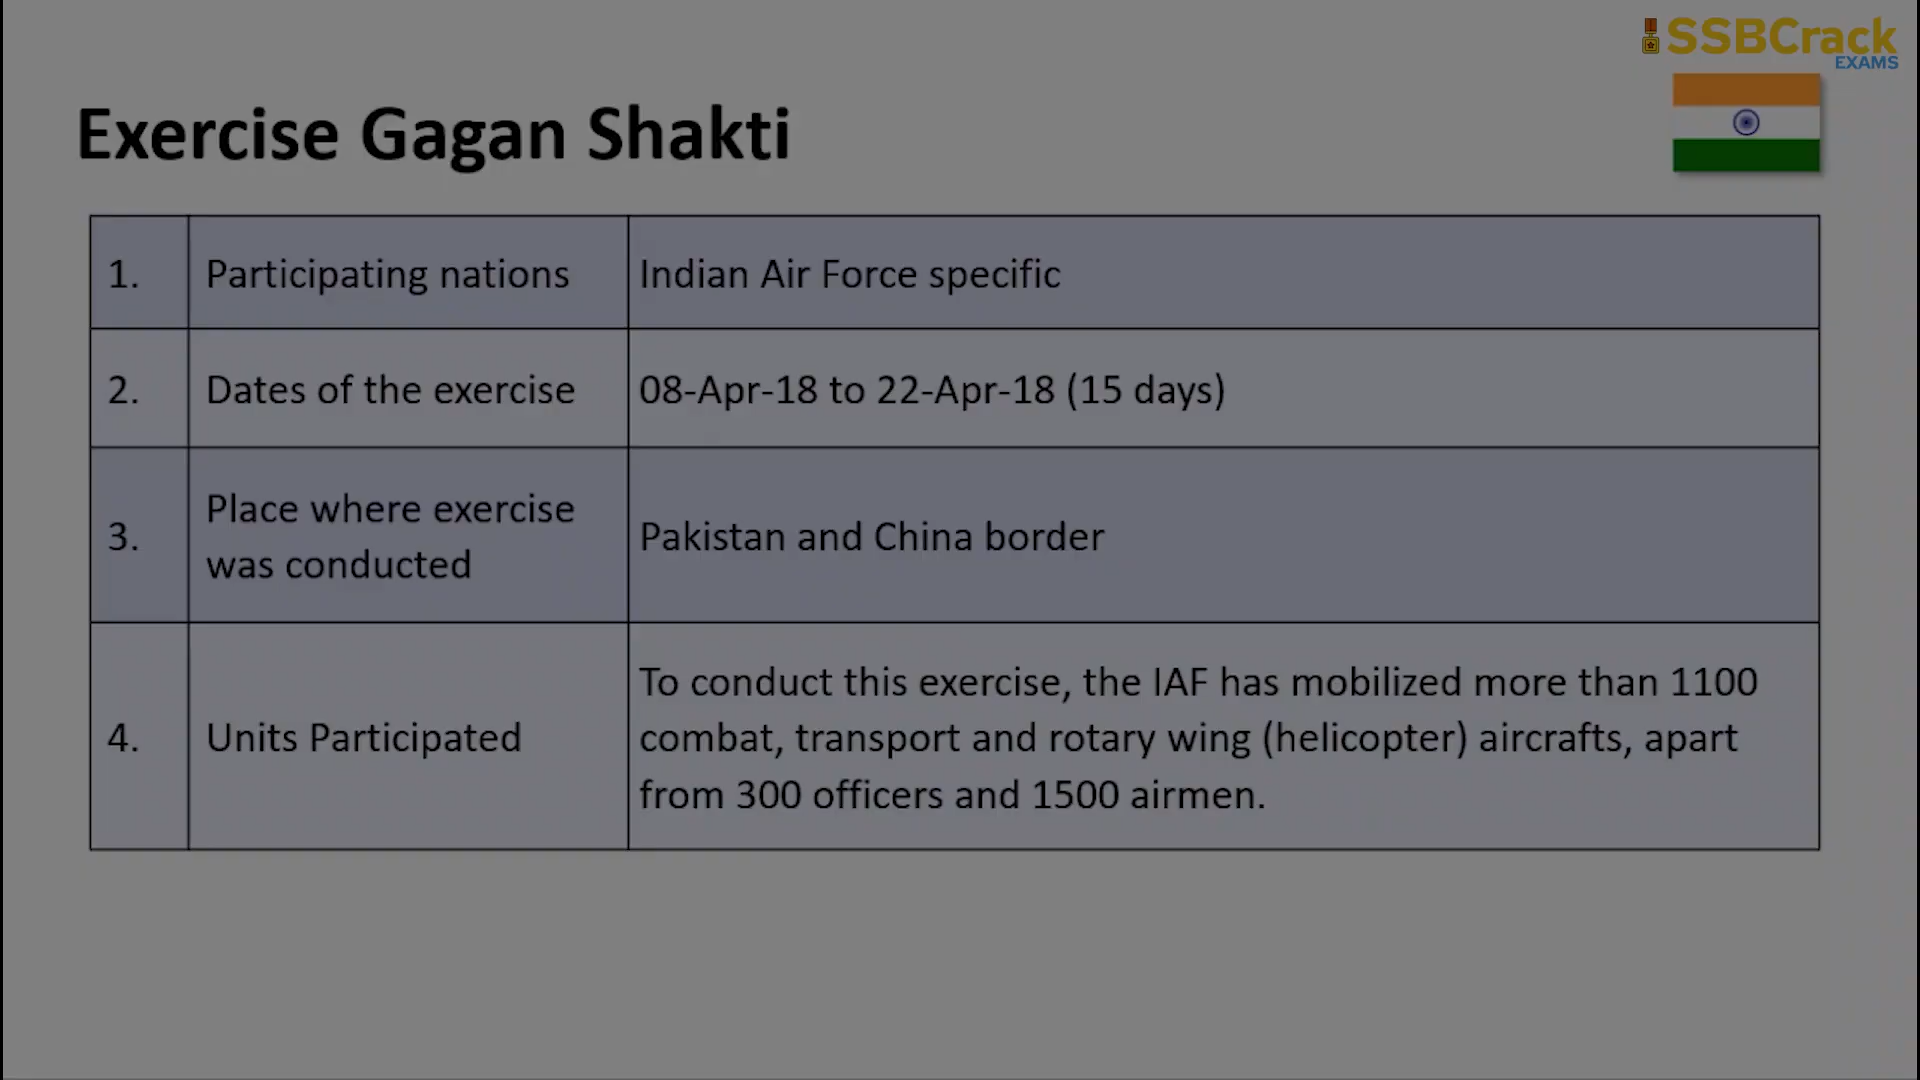 SSBCrack
EXAMS
Exercise Gagan Shakti
1. Participating nations Indian Air Force specific
2. Dates of the exercise 08-Apr-18 to 22-Apr-18 (15 days)
3. Place where exercise
was conducted
Pakistan and China border
4. Units Participated
To conduct this exercise, the IAF has mobilized more than 1100
combat, transport and rotary wing (helicopter) aircrafts, apart
from 300 officers and 1500 airmen.